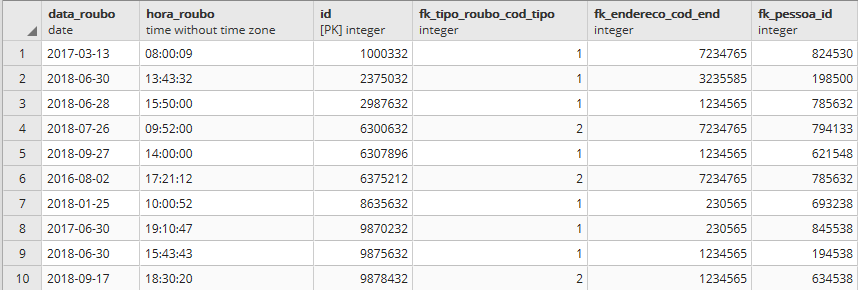 data_roubo hora_roubo id fk_tipo_roubo_cod_tipo fk_endereco_cod_end fk_pessoa_id
date time without time zone [PK] integer integer integer integer
1 2017-03-13 08:00:09 1000332 1 7234765 824530
2 2018-06-30 13:43:32 2375032 1 3235585 198500
3 2018-06-28 15:50:00 2987632 1 1234565 785632
4 2018-07-26 09:52:00 6300632 2 7234765 794133
5 2018-09-27 14:00:00 6307896 1 1234565 621548
6 2016-08-02 17:21:12 6375212 2 7234765 785632
7 2018-01-25 10:00:52 8635632 1 230565 693238
8 2017-06-30 19:10:47 9870232 1 230565 845538
9 2018-06-30 15:43:43 9875632 1 1234565 194538
10 2018-09-17 18:30:20 9878432 2 1234565 634538